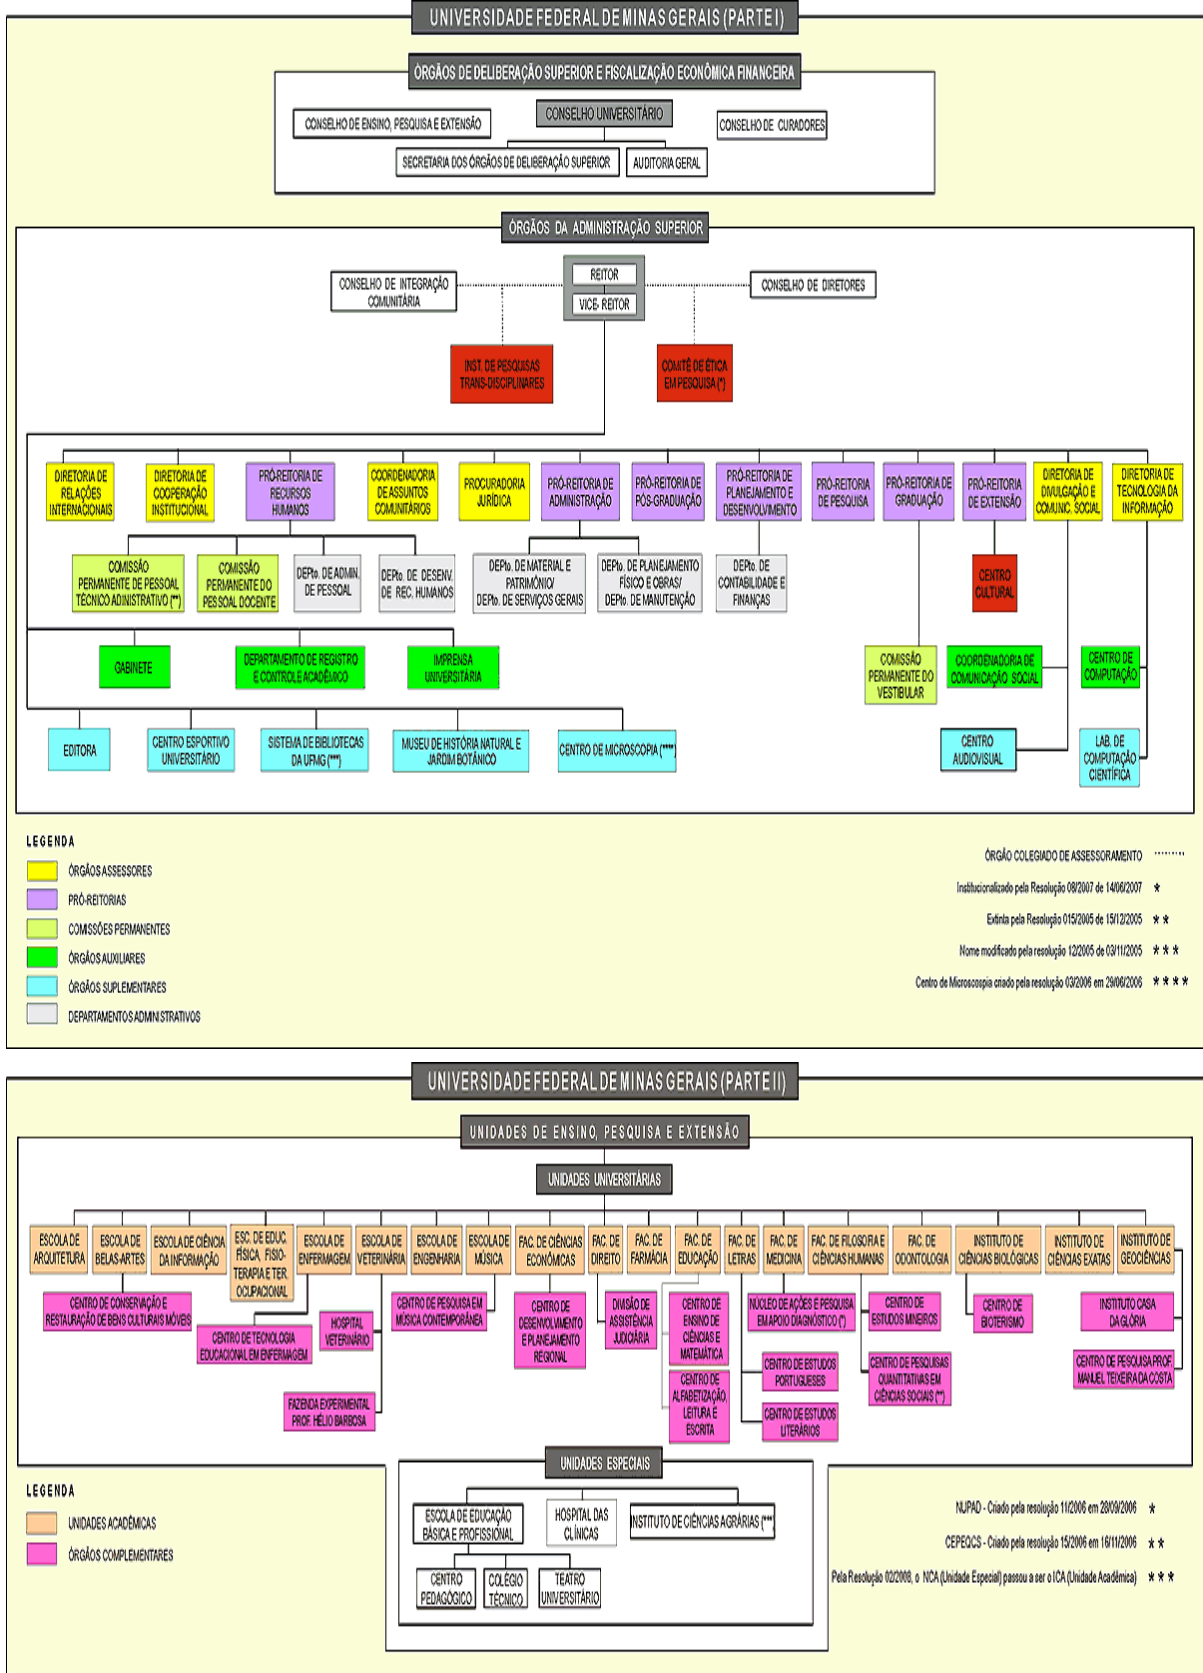 UNIVERSIDADE FEDERAL DE MINAS GERAIS (PARTE I)
ÓRGÃOS DE DELIBERAÇÃO SUPERIOR E FISCALIZAÇÃO ECONÔMICA FINANCEIRA
CONSELHO UNIVERSITÁRIO
CONSELHO DE ENSINO, PESQUISA E EXTENSÃO
CONSELHO DE CURADORES
SECRETARIA DOS ÓRGÃOS DE DELIBERAÇÃO SUPERIOR
AUDITORIA GERAL
ÓRGÃOS DA ADMINISTRAÇÃO SUPERIOR
REITOR
VICE- REITOR
CONSELHO DE INTEGRAÇÃO
COMUNITÁRIA
CONSELHO DE DIRETORES
INST. DE PESQUISAS
TRANS-DISCIPLINARES
COMITÊ DE ÉTICA
EM PESQUISA (*)
DIRETORIA DE
RELAÇÕES
INTERNACIONAIS
DIRETORIA DE
COOPERAÇÃO
INSTITUCIONAL
PRÓ-REITORIA DE
RECURSOS
HUMANOS
COORDENADORIA
DE ASSUNTOS
COMUNITÁRIOS
PROCURADORIA
JURÍDICA
PRÓ-REITORIA DE
ADMINISTRAÇÃO
PRÓ-REITORIA DE
PÓS-GRADUAÇÃO
PRÓ-REITORIA DE
PLANEJAMENTO E
DESENVOLVIMENTO
PRÓ-REITORIA
DE PESQUISA
PRÓ-REITORIA DE
GRADUAÇÃO
PRÓ-REITORIA
DE EXTENSÃO
DIRETORIA DE
DIVULGAÇÃO E
COMUNIC. SOCIAL
DIRETORIA DE
TECNOLOGIA DA
INFORMAÇÃO
COMISSÃO
PERMANENTE DE PESSOAL
TÉCNICO ADINISTRATIVO (**)
COMISSÃO
PERMANENTE DO
PESSOAL DOCENTE
DEPto. DE ADMIN.
DE PESSOAL
DEPto. DE DESENV.
DE REC. HUMANOS
DEPto. DE MATERIAL E
PATRIMÔNIO/
DEPto. DE SERVIÇOS GERAIS
DEPto. DE PLANEJAMENTO
FÍSICO E OBRAS/
DEPto. DE MANUTENÇÃO
DEPto. DE
CONTABILIDADE E
FINANÇAS
CENTRO
CULTURAL
GABINETE
DEPARTAMENTO DE REGISTRO
E CONTROLE ACADÊMICO
IMPRENSA
UNIVERSITÁRIA
COMISSÃO
PERMANENTE DO
VESTIBULAR
COORDENADORIA DE
COMUNICAÇÃO SOCIAL
CENTRO DE
COMPUTAÇÃO
EDITORA
CENTRO ESPORTIVO
UNIVERSITÁRIO
SISTEMA DE BIBLIOTECAS
DA UFMG (***)
MUSEU DE HISTÓRIA NATURAL E
JARDIM BOTÂNICO
CENTRO DE MICROSCOPIA (****)
CENTRO
AUDIOVISUAL
LAB. DE
COMPUTAÇÃO
CIENTÍFICA
LEGENDA
ÓRGÃOS ASSESSORES
PRÓ-REITORIAS
COMISSÕES PERMANENTES
ÓRGÃOS AUXILIARES
ÓRGÃOS SUPLEMENTARES
DEPARTAMENTOS ADMINISTRATIVOS
ÓRGÃO COLEGIADO DE ASSESSORAMENTO ..........
Institucionalizado pela Resolução 08/2007 de 14/06/2007 *
Extinta pela Resolução 015/2005 de 15/12/2005 **
Nome modificado pela resolução 12/2005 de 03/11/2005 ***
Centro de Microscospia criado pela resolução 03/2006 em 29/06/2006 ****
UNIVERSIDADE FEDERAL DE MINAS GERAIS (PARTE II)
UNIDADES DE ENSINO, PESQUISA E EXTENSÃO
UNIDADES UNIVERSITÁRIAS
ESCOLA DE
ARQUITETURA
ESCOLA DE
BELAS-ARTES
ESCOLA DE CIÊNCIA
DA INFORMAÇÃO
ESC. DE EDUC.
FÍSICA, FISIO-
TERAPIA E TER.
OCUPACIONAL
ESCOLA DE
ENFERMAGEM
ESCOLA DE
VETERINÁRIA
ESCOLA DE
ENGENHARIA
ESCOLA DE
MÚSICA
FAC. DE CIÊNCIAS
ECONÔMICAS
FAC. DE
DIREITO
FAC. DE
FARMÁCIA
FAC. DE
EDUCAÇÃO
FAC. DE
LETRAS
FAC. DE
MEDICINA
FAC. DE FILOSOFIA E
CIÊNCIAS HUMANAS
FAC. DE
ODONTOLOGIA
INSTITUTO DE
CIÊNCIAS BIOLÓGICAS
INSTITUTO DE
CIÊNCIAS EXATAS
INSTITUTO DE
GEOCIÊNCIAS
CENTRO DE CONSERVAÇÃO E
RESTAURAÇÃO DE BENS CULTURAIS MÓVEIS
CENTRO DE TECNOLOGIA
EDUCACIONAL EM ENFERMAGEM
HOSPITAL
VETERINÁRIO
FAZENDA EXPERIMENTAL
PROF. HÉLIO BARBOSA
CENTRO DE PESQUISA EM
MÚSICA CONTEMPORÂNEA
CENTRO DE
DESENVOLVIMENTO
E PLANEJAMENTO
REGIONAL
DIVISÃO DE
ASSISTÊNCIA
JUDICIÁRIA
CENTRO DE
ENSINO DE
CIÊNCIAS E
MATEMÁTICA
CENTRO DE
ALFABETIZAÇÃO,
LEITURA E
ESCRITA
NÚCLEO DE AÇÕES E PESQUISA
EM APOIO DIAGNÓSTICO (*)
CENTRO DE ESTUDOS
PORTUGUESES
CENTRO DE ESTUDOS
LITERÁRIOS
CENTRO DE
ESTUDOS MINEIROS
CENTRO DE PESQUISAS
QUANTITATIVAS EM
CIÊNCIAS SOCIAIS (**)
CENTRO DE
BIOTERISMO
INSTITUTO CASA
DA GLÓRIA
CENTRO DE PESQUISA PROF.
MANUEL TEIXEIRA DA COSTA
UNIDADES ESPECIAIS
ESCOLA DE EDUCAÇÃO
BÁSICA E PROFISSIONAL
HOSPITAL DAS
CLÍNICAS
INSTITUTO DE CIÊNCIAS AGRÁRIAS (***)
CENTRO
PEDAGÓGICO
COLÉGIO
TÉCNICO
TEATRO
UNIVERSITÁRIO
LEGENDA
UNIDADES ACADÊMICAS
ÓRGÃOS COMPLEMENTARES
NUPAD - Criado pela resolução 11/2006 em 28/09/2006 *
CEPEQCS - Criado pela resolução 15/2006 em 16/11/2006 **
Pela Resolução 02/2008, o NCA (Unidade Especial) passou a ser o ICA (Unidade Acadêmica) ***